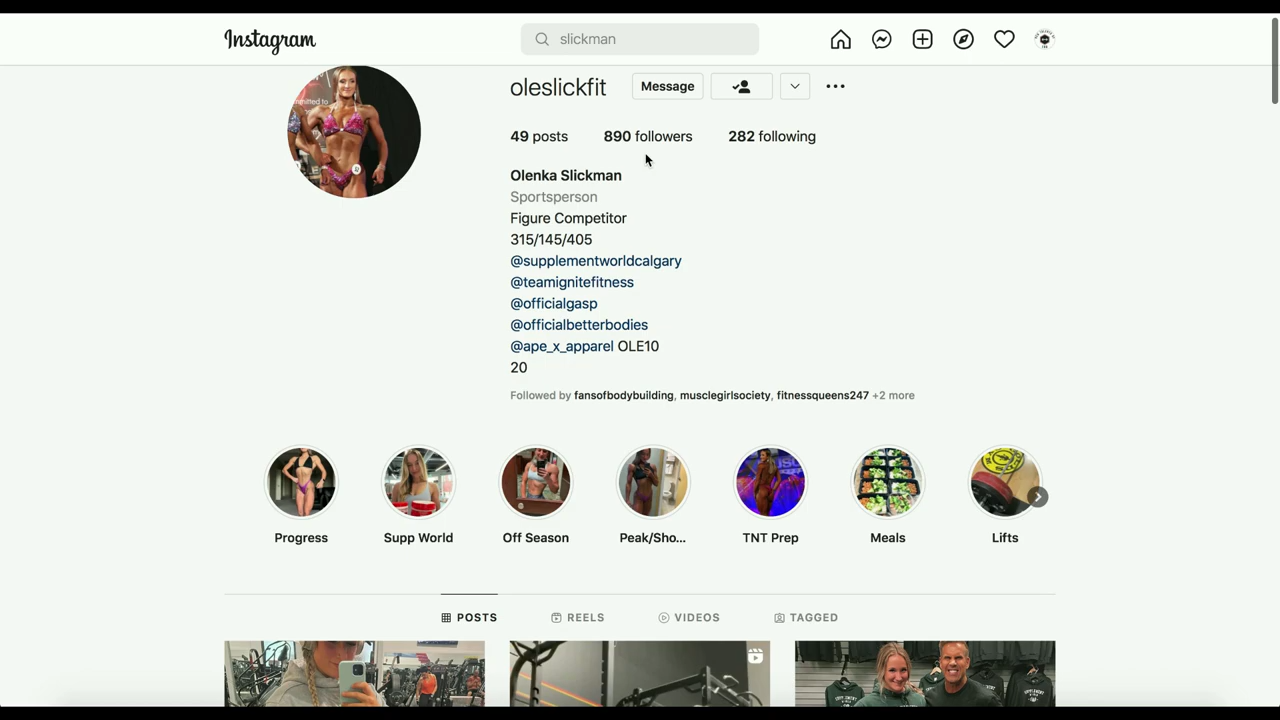 Instagram
slickman
oleslickfit
Message
49 posts 890 followers 282 following
Olenka Slickman
Sportsperson
Figure Competitor
315/145/405
@supplementworldcalgary
@teamignitefitness
@officialgasp
@officialbetterbodies
@ape_x_apparel OLE10
20
Followed by fansofbodybuilding, musclegirlsociety, fitnessqueens247 +2 more
Progress Supp World Off Season Peak/Sho... TNT Prep Meals Lifts
POSTS REELS VIDEOS TAGGED